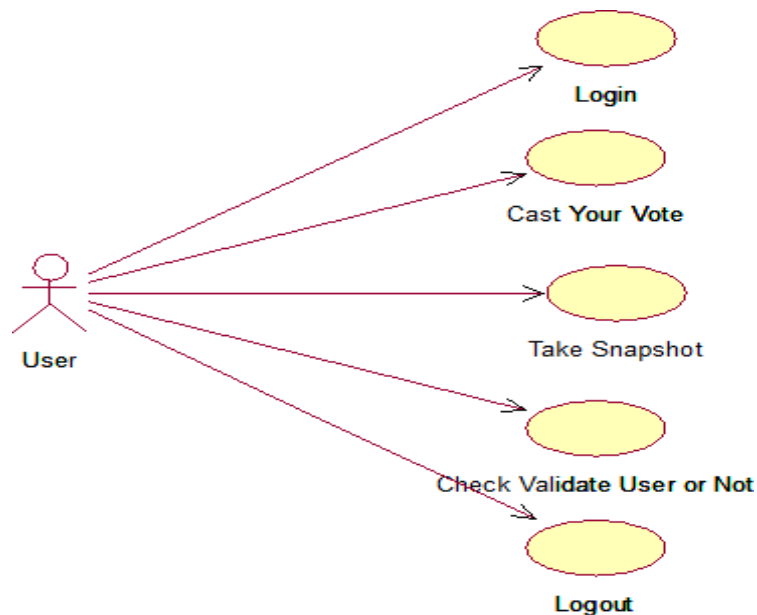 Login
Cast Your Vote
Take Snapshot
User
Check Validate User or Not
Logout